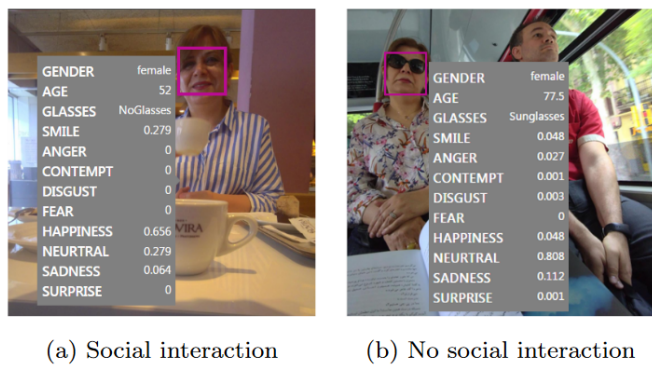 GENDER female
AGE 52
GLASSES NoGlasses
SMILE 0.279
ANGER 0
CONTEMPT 0
DISGUST 0
FEAR 0
HAPPINESS 0.656
NEURTRAL 0.279
SADNESS 0.064
SURPRISE 0
VIRA
GENDER female
AGE 77.5
GLASSES Sunglasses
SMILE 0.048
ANGER 0.027
CONTEMPT 0.001
DISGUST 0.003
FEAR 0
HAPPINESS 0.048
NEURTRAL 0.808
SADNESS 0.112
SURPRISE 0.001
(a) Social interaction
(b) No social interaction